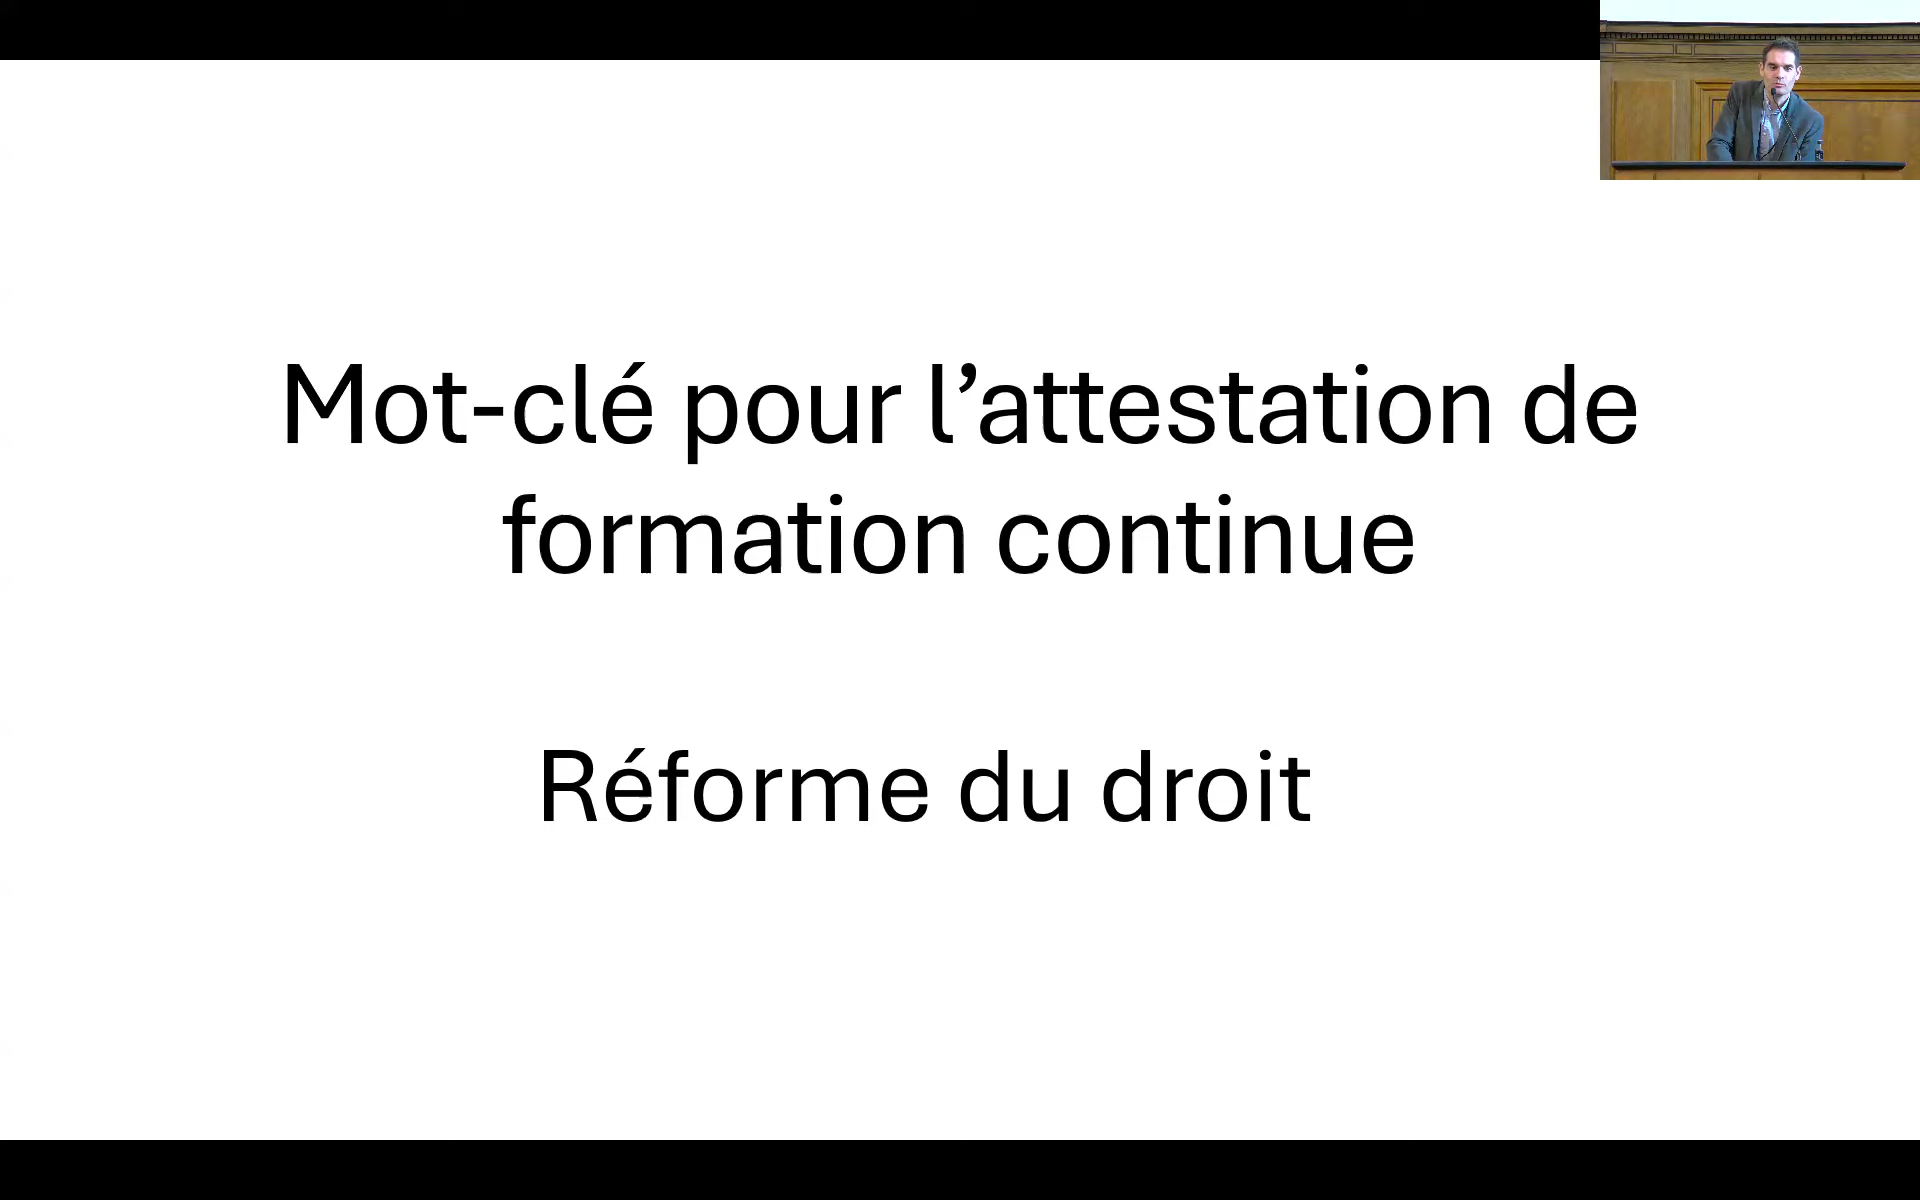 Mot-clé pour l’attestation de
formation continue
Réforme du droit